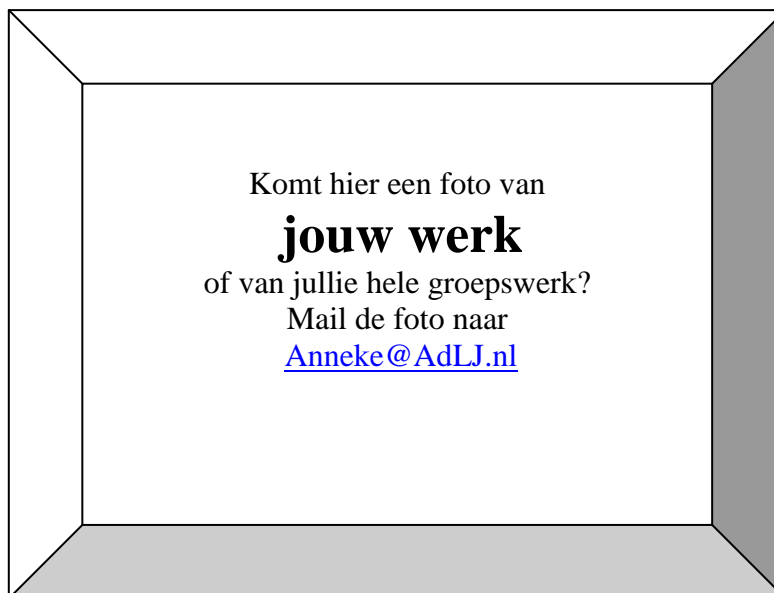 Komt hier een foto van
jouw werk
of van jullie hele groepswerk?
Mail de foto naar
Anneke@AdLJ.nl